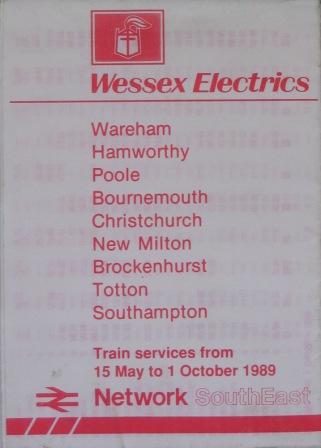 Wessex Electrics
Wareham
Hamworthy
Poole
Bournemouth
Christchurch
New Milton
Brockenhurst
Totton
Southampton
Train services from
15 May to 1 October 1989
Network SouthEast